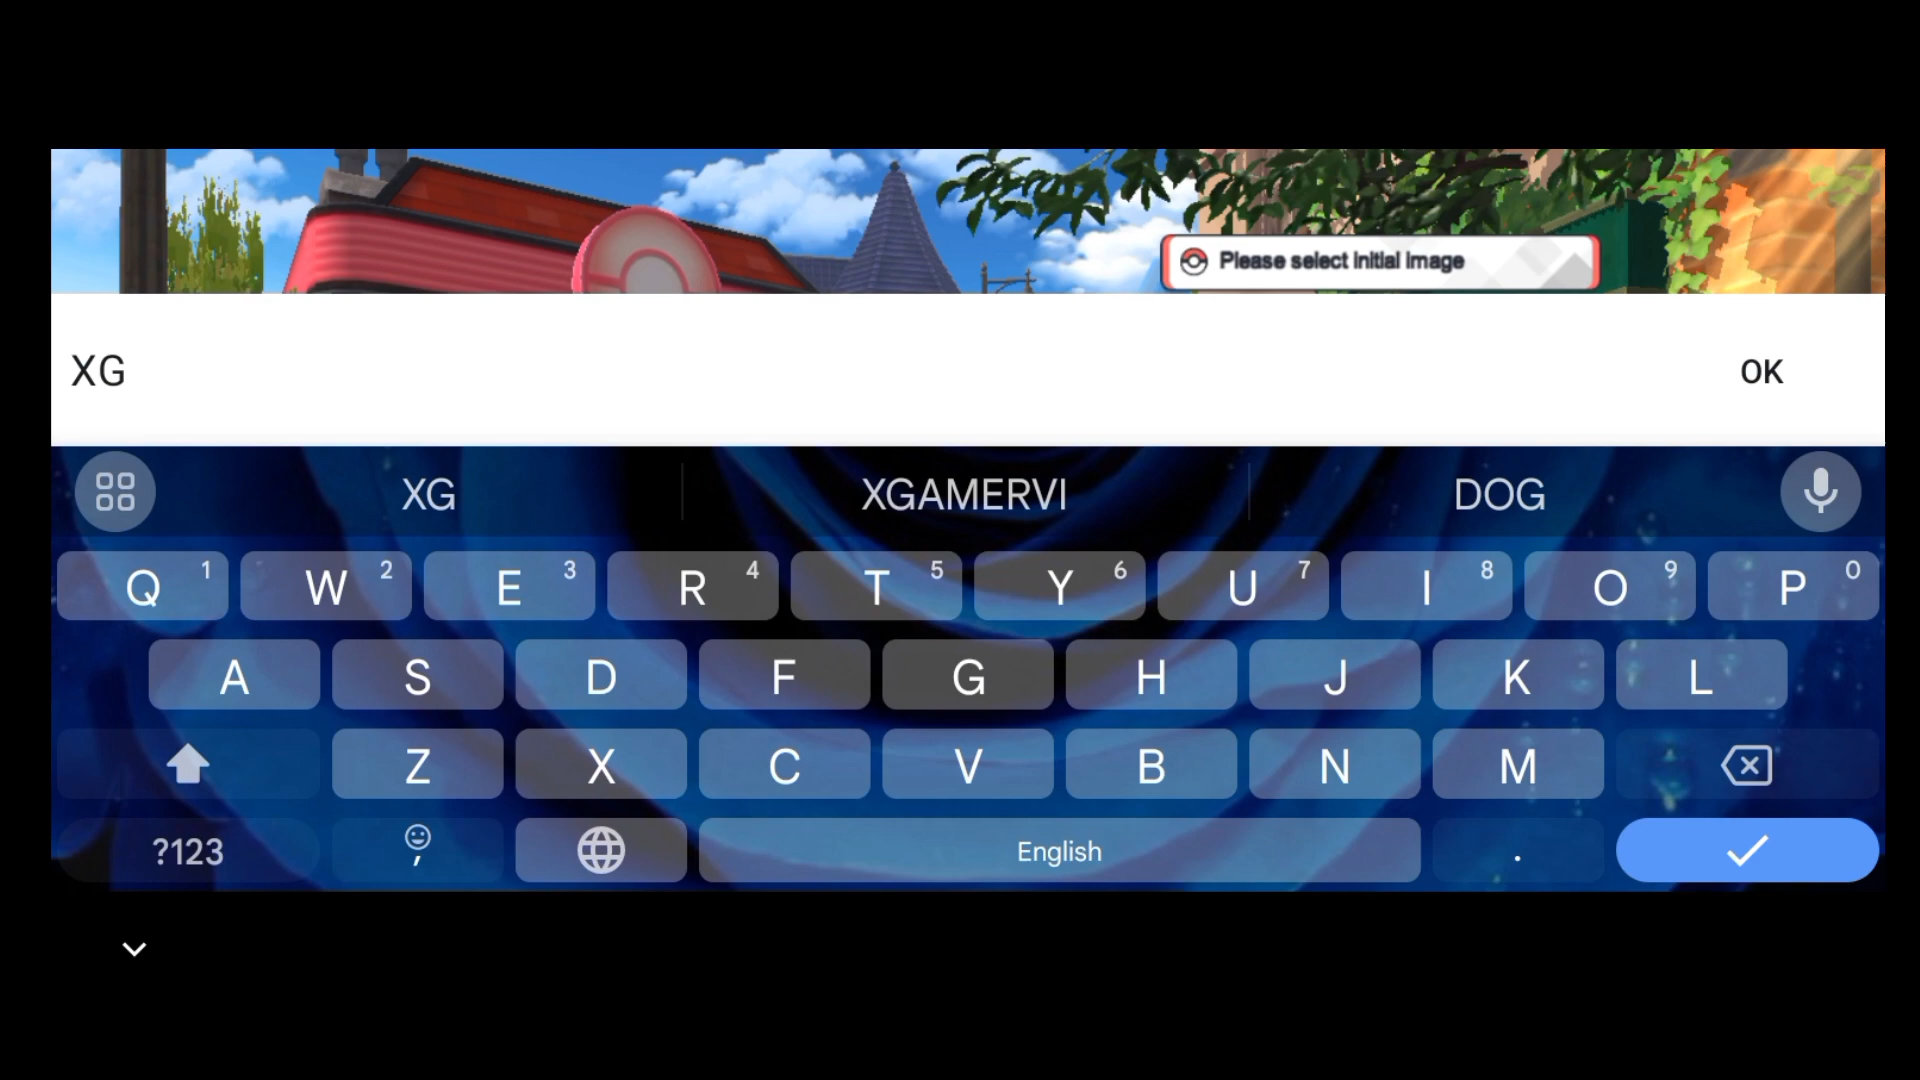 Please select initial image
XG
OK
XG XGAMERVI DOG
Q 1 W 2 E 3 R 4 T 5 Y 6 U 7 I 8 O 9 P 0
A S D F G H J K L
Z X C V B N M
?123 , English .